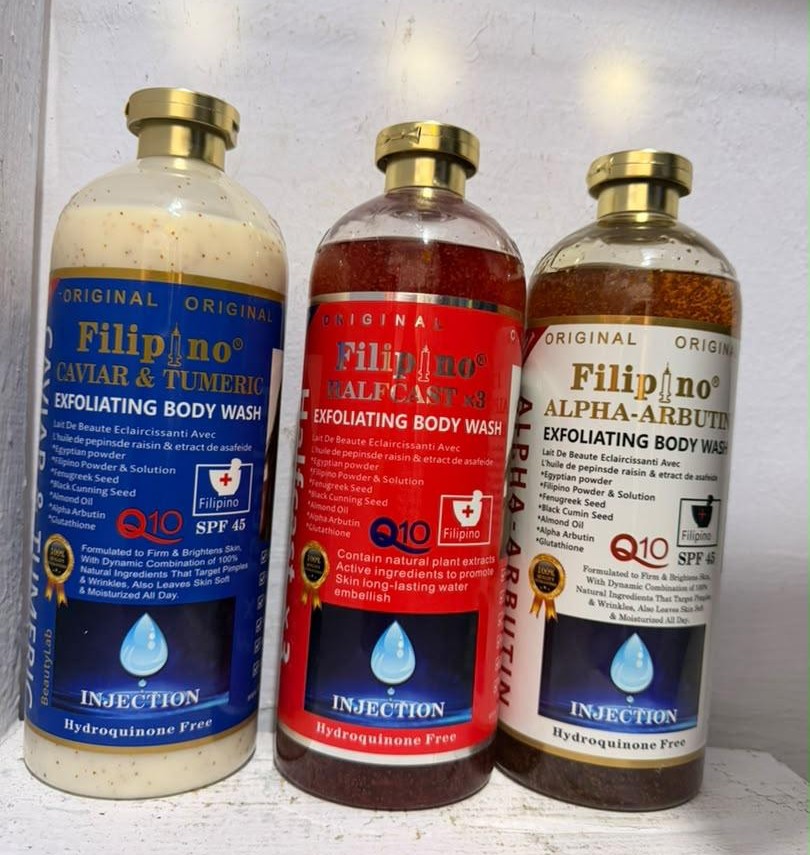 ORIGINAL ORIGINAL
Filipino®
CAVIAR & TUMERIC
EXFOLIATING BODY WASH
Lait De Beaute Eclaircissanti Avec
L'huile de pepinsde raisin & etract de asafeide
*Egyptian powder
*Filipino Powder & Solution
*Fenugreek Seed
*Black Cunning Seed
*Almond Oil
*Alpha Arbutin
*Glutathione
Q10
Filipino
SPF 45
Formulated to Firm & Brightens Skin,
With Dynamic Combination of 100%
Natural Ingredients That Target Pimples
& Wrinkles, Also Leaves Skin Soft
& Moisturized All Day.
INJECTION
Hydroquinone Free
CAVIAR & TUMERIC
BeautyLab
ORIGINAL
Filipino®
HALFCAST x3
EXFOLIATING BODY WASH
Lait De Beaute Eclaircissanti Avec
L'huile de pepinsde raisin & etract de asafeide
*Egyptian powder
*Filipino Powder & Solution
*Fenugreek Seed
*Black Cunning Seed
*Almond Oil
*Alpha Arbutin
*Glutathione
Q10
Filipino
100%
Contain natural plant extracts
Active ingredients to promote
Skin long-lasting water
embellish
INJECTION
Hydroquinone Free
ORIGINAL ORIGINAL
Filipino®
ALPHA-ARBUTIN
EXFOLIATING BODY WASH
Lait De Beaute Eclaircissanti Avec
L'huile de pepinsde raisin & etract de asafeide
*Egyptian powder
*Filipino Powder & Solution
*Fenugreek Seed
*Black Cumin Seed
*Almond Oil
*Alpha Arbutin
*Glutathione
Q10
Filipino
SPF 45
100%
Formulated to Firm & Brightens Skin,
With Dynamic Combination of 100%
Natural Ingredients That Target Pimples
& Wrinkles, Also Leaves Skin Soft
& Moisturized All Day.
INJECTION
Hydroquinone Free
ALPHA-ARBUTIN